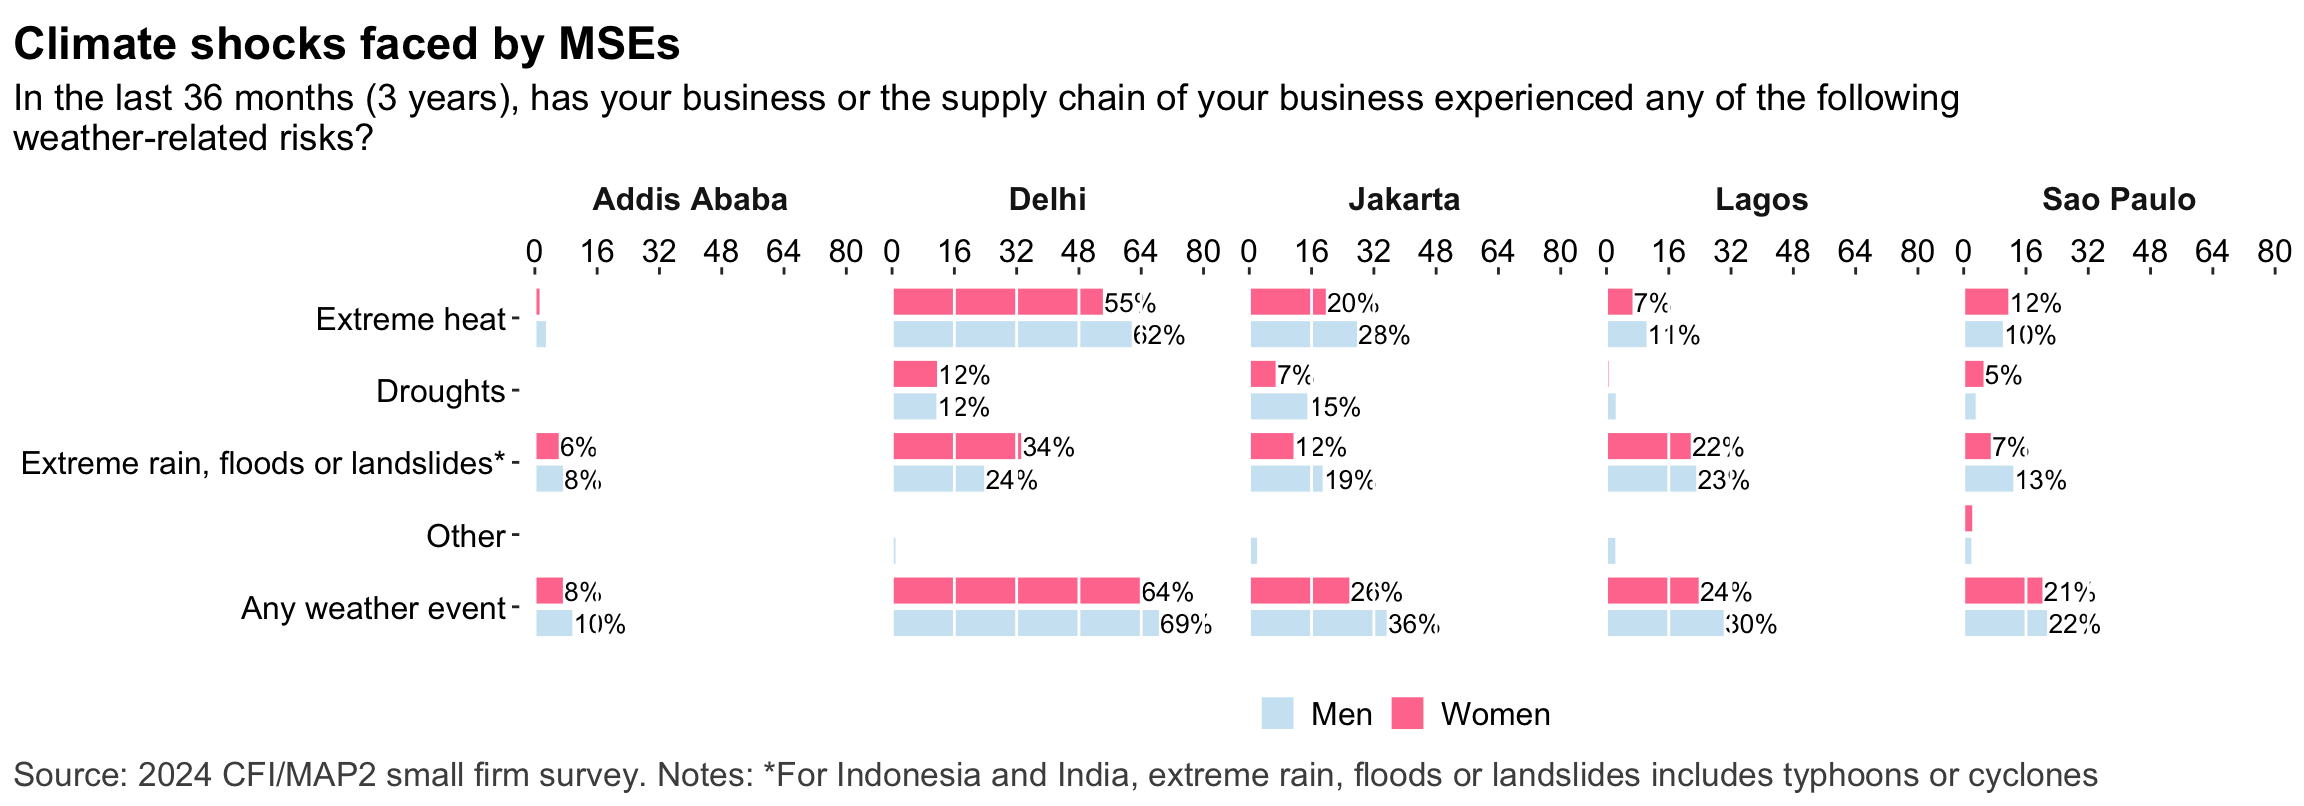 Climate shocks faced by MSEs
In the last 36 months (3 years), has your business or the supply chain of your business experienced any of the following
weather-related risks?
Addis Ababa Delhi Jakarta Lagos Sao Paulo
0 16 32 48 64 80 0 16 32 48 64 80 0 16 32 48 64 80 0 16 32 48 64 80 0 16 32 48 64 80
Extreme heat 55% 20% 7% 12%
62% 28% 11% 10%
Droughts 12% 7% 5%
12% 15%
Extreme rain, floods or landslides* 6% 34% 12% 22% 7%
8% 24% 19% 23% 13%
Other
Any weather event 8% 64% 26% 24% 21%
10% 69% 36% 30% 22%
Men Women
Source: 2024 CFI/MAP2 small firm survey. Notes: *For Indonesia and India, extreme rain, floods or landslides includes typhoons or cyclones